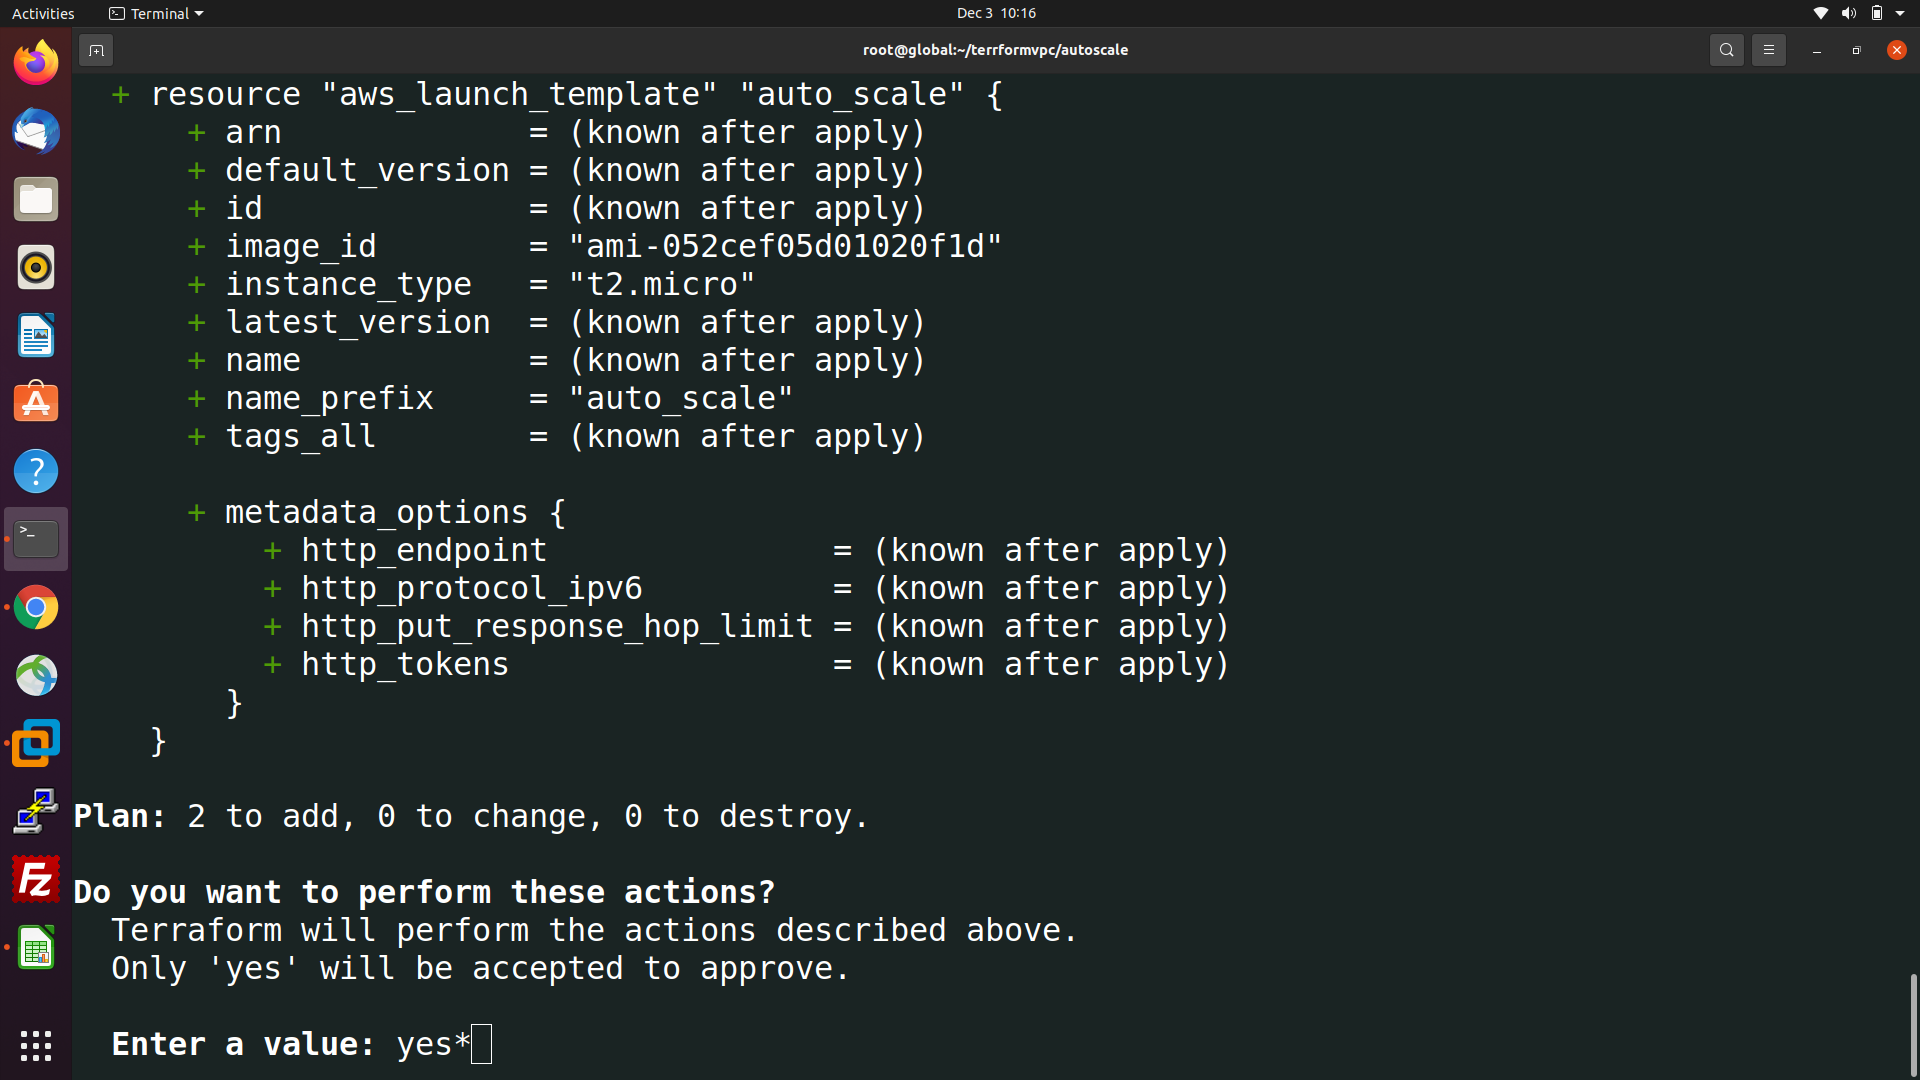 Activities Terminal Dec 3 10:16
root@global:~/terrformvpc/autoscale
+ resource "aws_launch_template" "auto_scale" {
+ arn = (known after apply)
+ default_version = (known after apply)
+ id = (known after apply)
+ image_id = "ami-052cef05d01020f1d"
+ instance_type = "t2.micro"
+ latest_version = (known after apply)
+ name = (known after apply)
+ name_prefix = "auto_scale"
+ tags_all = (known after apply)
+ metadata_options {
+ http_endpoint = (known after apply)
+ http_protocol_ipv6 = (known after apply)
+ http_put_response_hop_limit = (known after apply)
+ http_tokens = (known after apply)
}
}
Plan: 2 to add, 0 to change, 0 to destroy.
Do you want to perform these actions?
Terraform will perform the actions described above.
Only 'yes' will be accepted to approve.
Enter a value: yes*